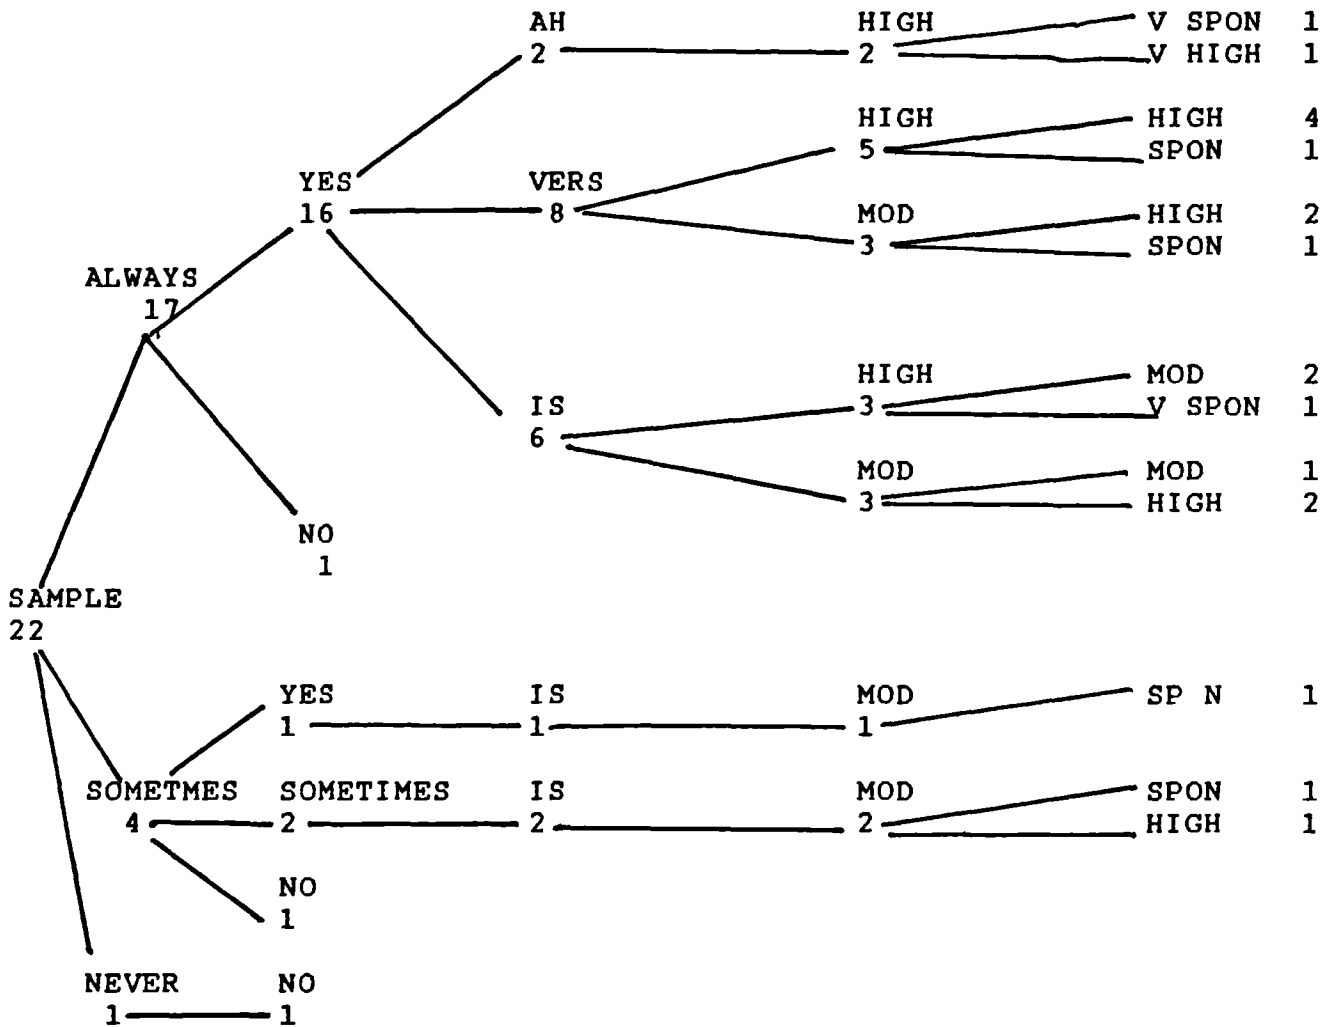 AH HIGH V SPON 1
2 2 V HIGH 1
HIGH HIGH 4
5 SPON 1
YES VERS
16 8 MOD HIGH 2
3 SPON 1
ALWAYS
17
HIGH MOD 2
IS 3 V SPON 1
6
MOD MOD 1
3 HIGH 2
NO
1
SAMPLE
22
YES IS MOD SP N 1
1 1 1
SOMETMES SOMETIMES IS MOD SPON 1
4 2 2 2 HIGH 1
NO
1
NEVER NO
1 1